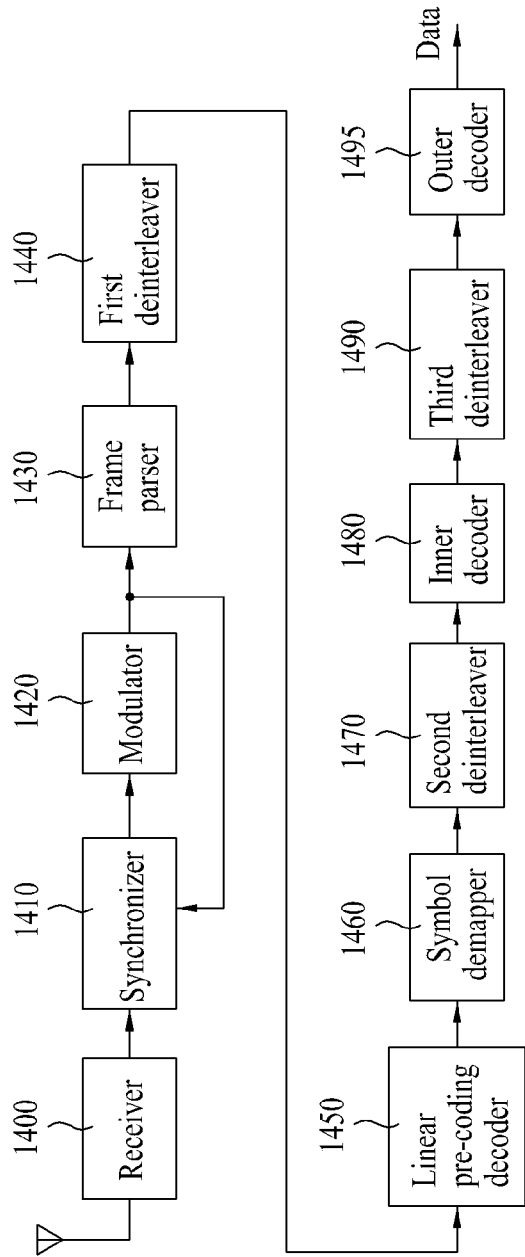 1400
Receiver
1410
Synchronizer
1420
Modulator
1430
Frame
parser
1440
First
deinterleaver
1450
Linear
pre-coding
decoder
1460
Symbol
demapper
1470
Second
deinterleaver
1480
Inner
decoder
1490
Third
deinterleaver
1495
Outer
decoder
Data